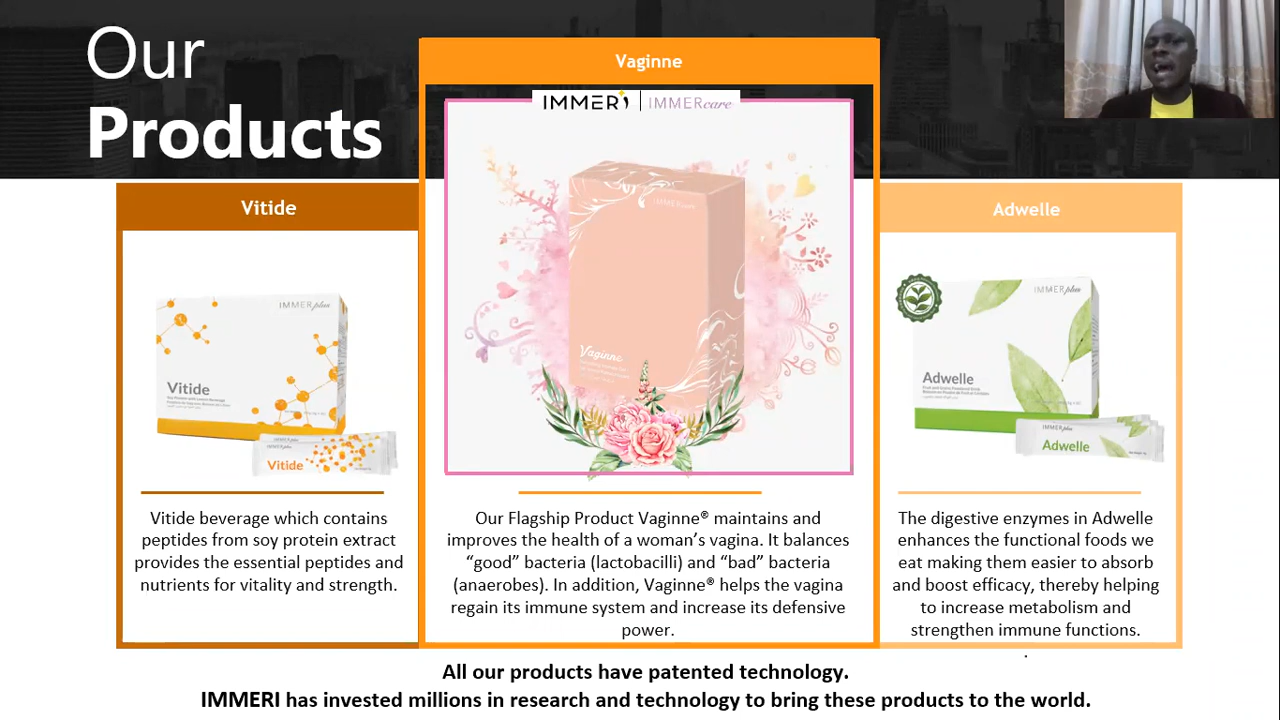 Our
Products
Vitide
IMMERplus
Vitide
Vitide
Vitide beverage which contains
peptides from soy protein extract
provides the essential peptides and
nutrients for vitality and strength.
Vaginne
IMMERI | IMMERcare
Vaginne
Our Flagship Product Vaginne® maintains and
improves the health of a woman's vagina. It balances
“good” bacteria (lactobacilli) and “bad” bacteria
(anaerobes). In addition, Vaginne® helps the vagina
regain its immune system and increase its defensive
power.
Adwelle
IMMERplus
Adwelle
Adwelle
The digestive enzymes in Adwelle
enhances the functional foods we
eat making them easier to absorb
and boost efficacy, thereby helping
to increase metabolism and
strengthen immune functions.
.
All our products have patented technology.
IMMERI has invested millions in research and technology to bring these products to the world.